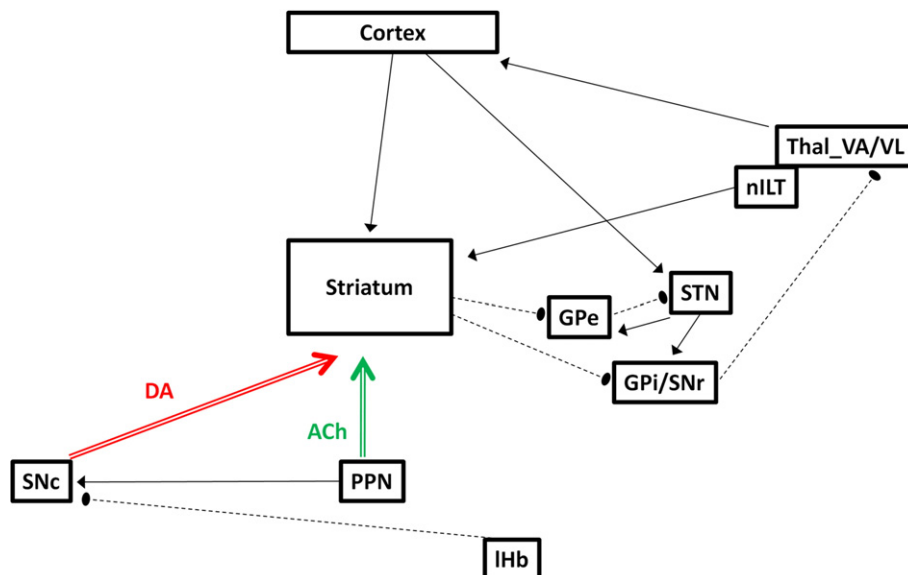 Cortex
Thal_VA/VL
nILT
Striatum
STN
GPe
GPi/SNr
DA
ACh
SNc
PPN
lHb